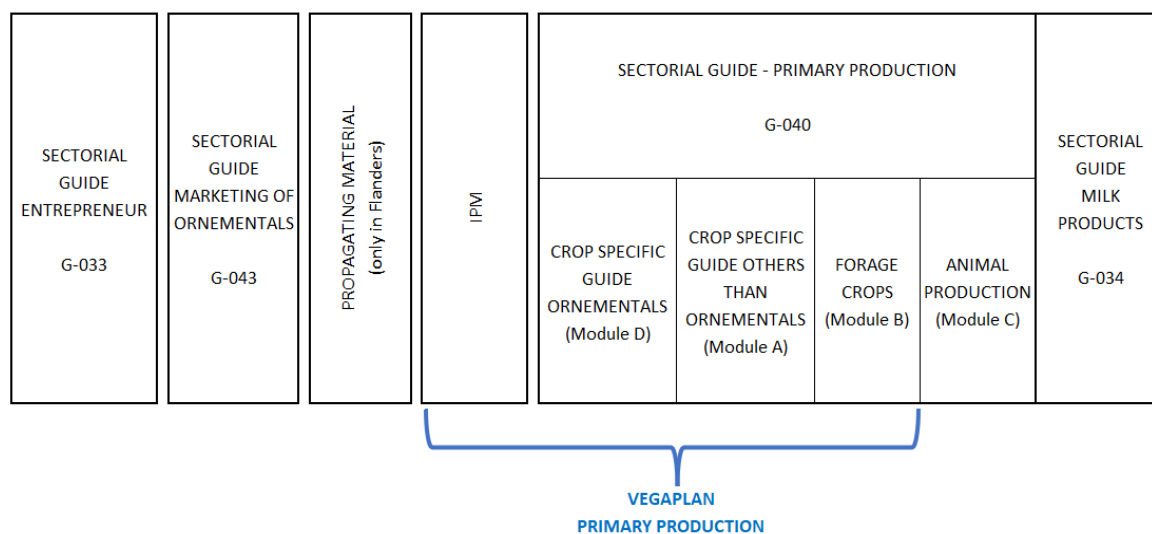 SECTORIAL
GUIDE
ENTREPRENEUR
G-033
SECTORIAL
GUIDE
MARKETING OF
ORNEMENTALS
G-043
PROPAGATING MATERIAL
(only in Flanders)
IPM
SECTORIAL GUIDE - PRIMARY PRODUCTION
G-040
CROP SPECIFIC
GUIDE
ORNEMENTALS
(Module D)
CROP SPECIFIC
GUIDE OTHERS
THAN
ORNEMENTALS
(Module A)
FORAGE
CROPS
(Module B)
ANIMAL
PRODUCTION
(Module C)
SECTORIAL
GUIDE
MILK
PRODUCTS
G-034
VEGAPLAN
PRIMARY PRODUCTION